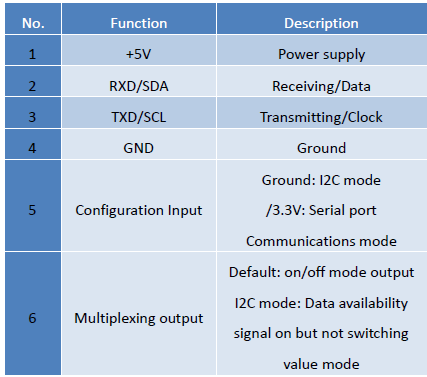 No. Function Description
1 +5V Power supply
2 RXD/SDA Receiving/Data
3 TXD/SCL Transmitting/Clock
4 GND Ground
5 Configuration Input Ground: I2C mode
/3.3V: Serial port
Communications mode
6 Multiplexing output Default: on/off mode output
I2C mode: Data availability
signal on but not switching
value mode